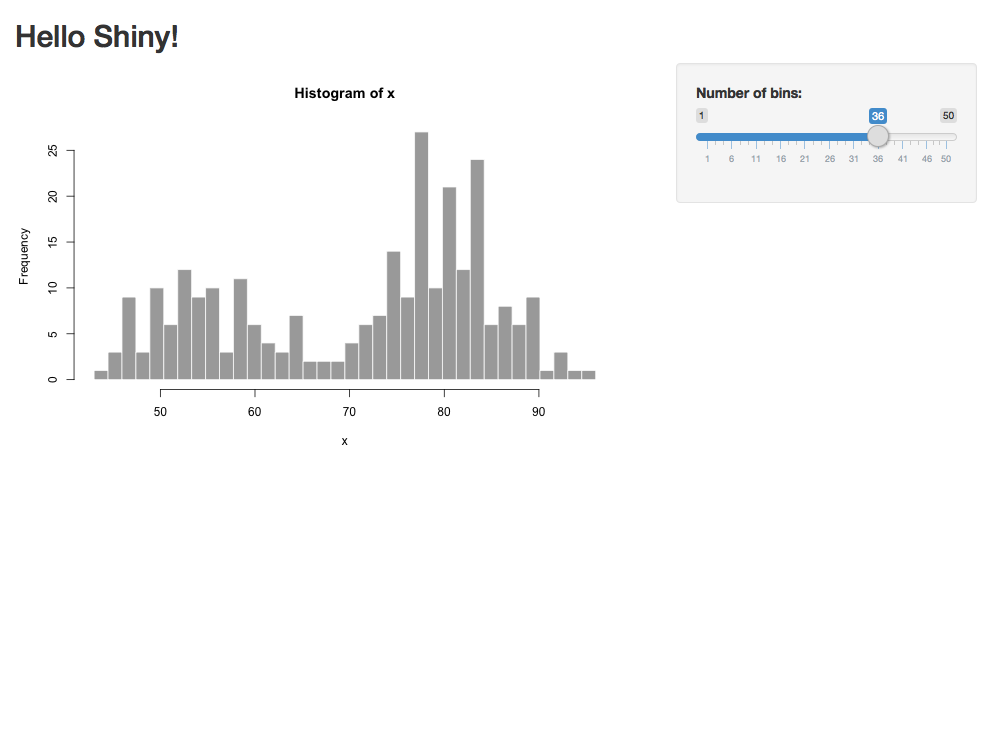 Hello Shiny!
Histogram of x
Frequency
25
20
15
10
5
0
50 60 70 80 90
x
Number of bins:
1 36 50
1 6 11 16 21 26 31 36 41 46 50